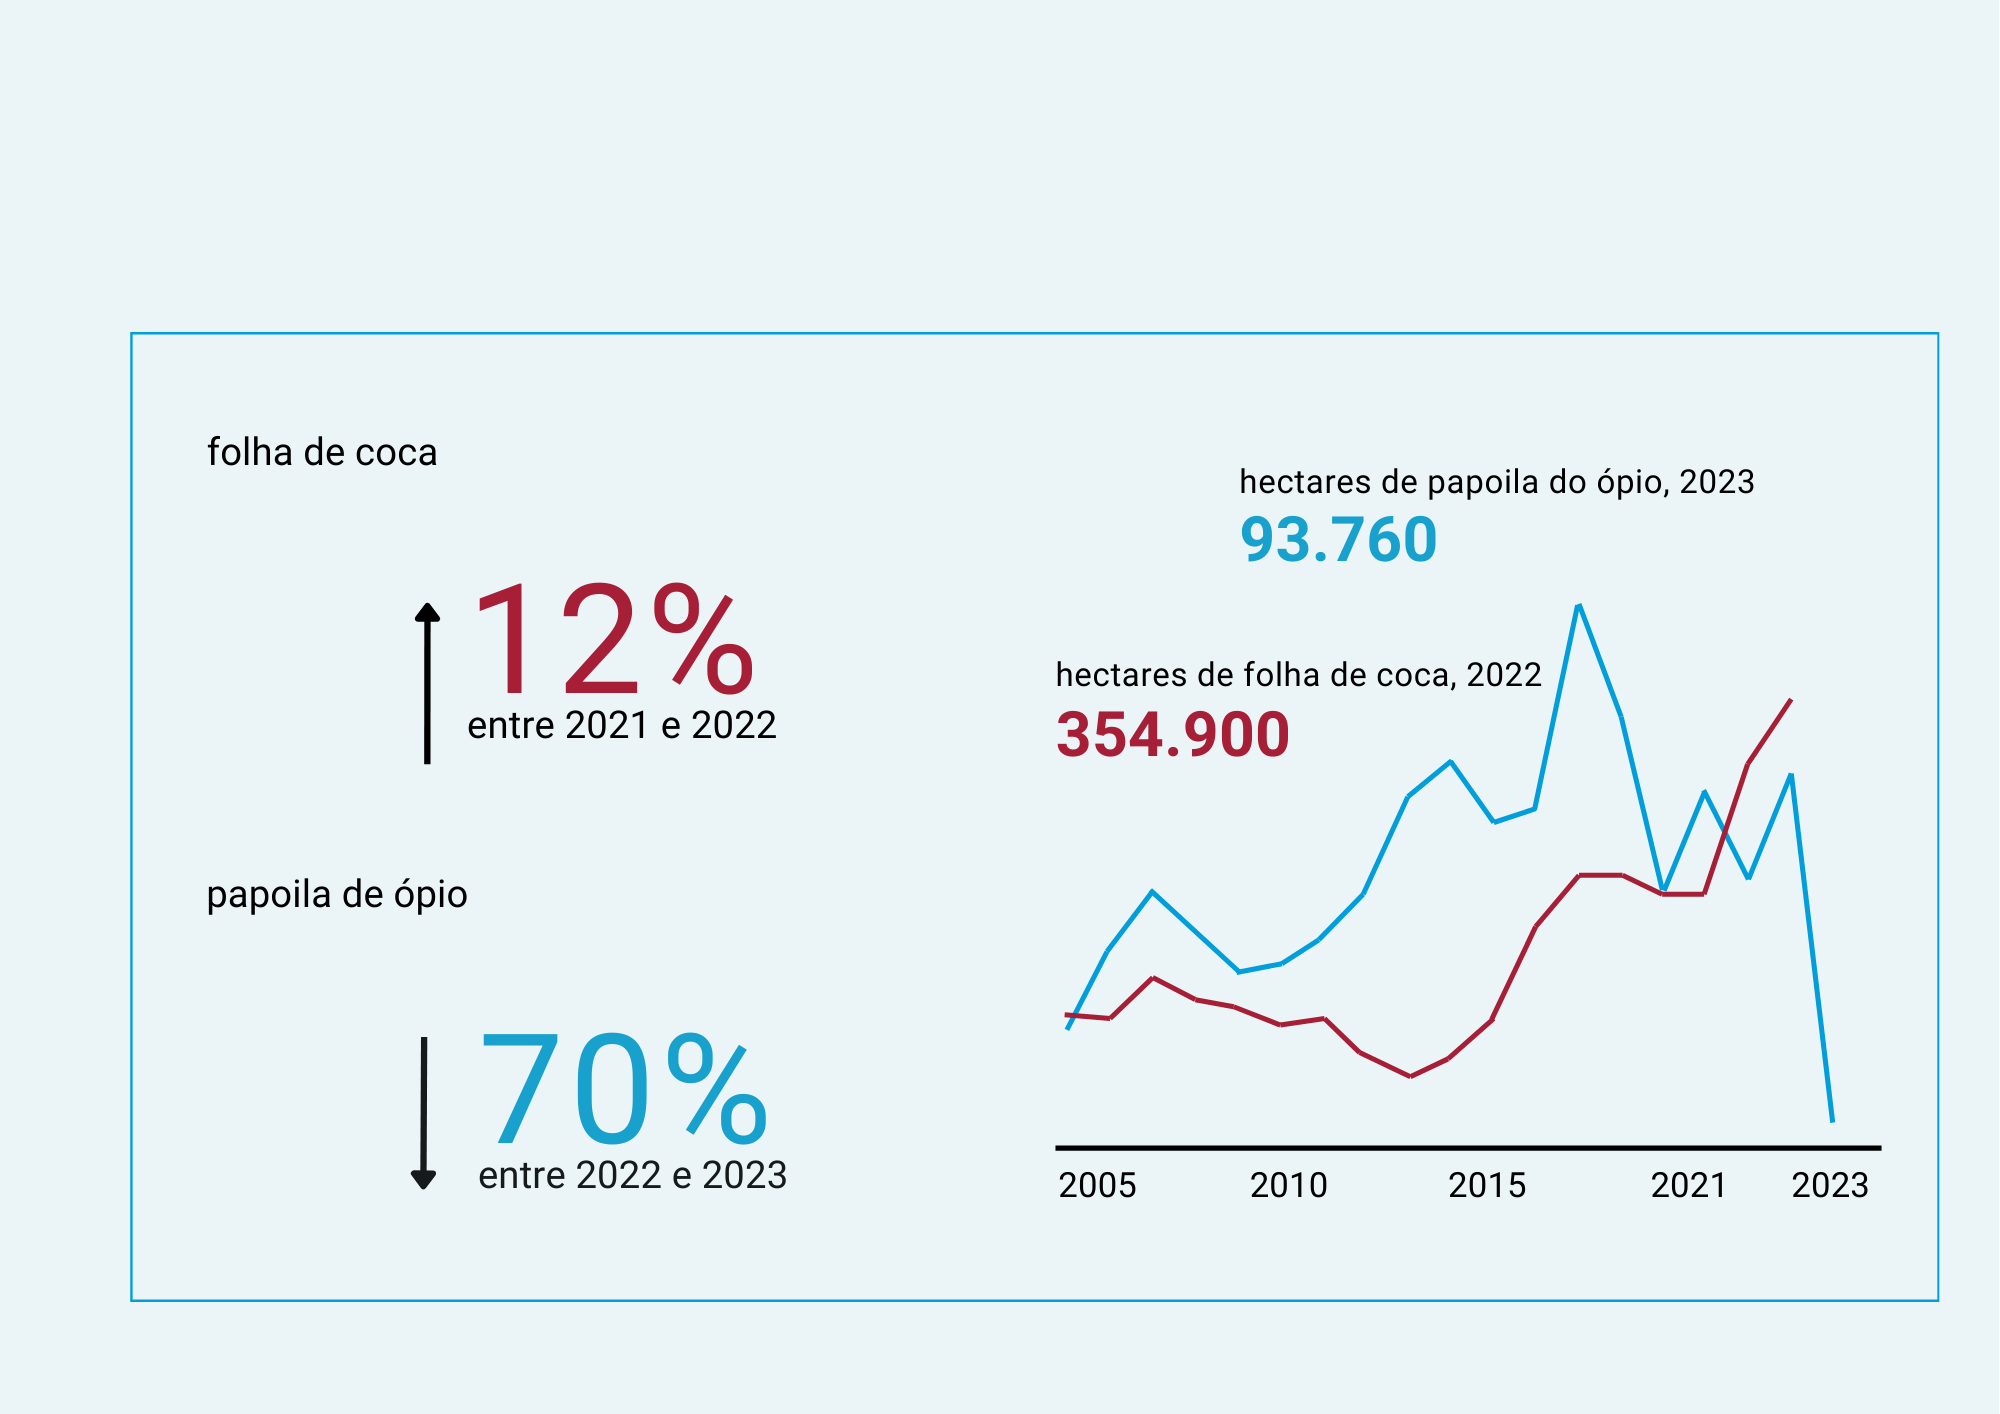 folha de coca
12%
entre 2021 e 2022
papoila de ópio
70%
entre 2022 e 2023
hectares de papoila do ópio, 2023
93.760
hectares de folha de coca, 2022
354.900
2005 2010 2015 2021 2023